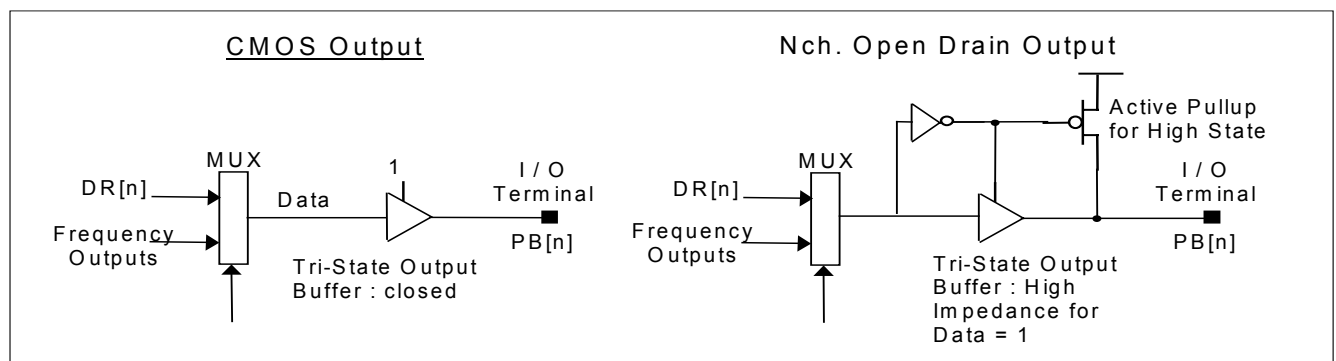 CMOS Output
MUX
DR[n]
Frequency
Outputs
Data
1
I / O
Terminal
PB[n]
Tri-State Output
Buffer : closed
Nch. Open Drain Output
Active Pullup
for High State
MUX
DR[n]
Frequency
Outputs
I / O
Terminal
PB[n]
Tri-State Output
Buffer : High
Impedance for
Data = 1